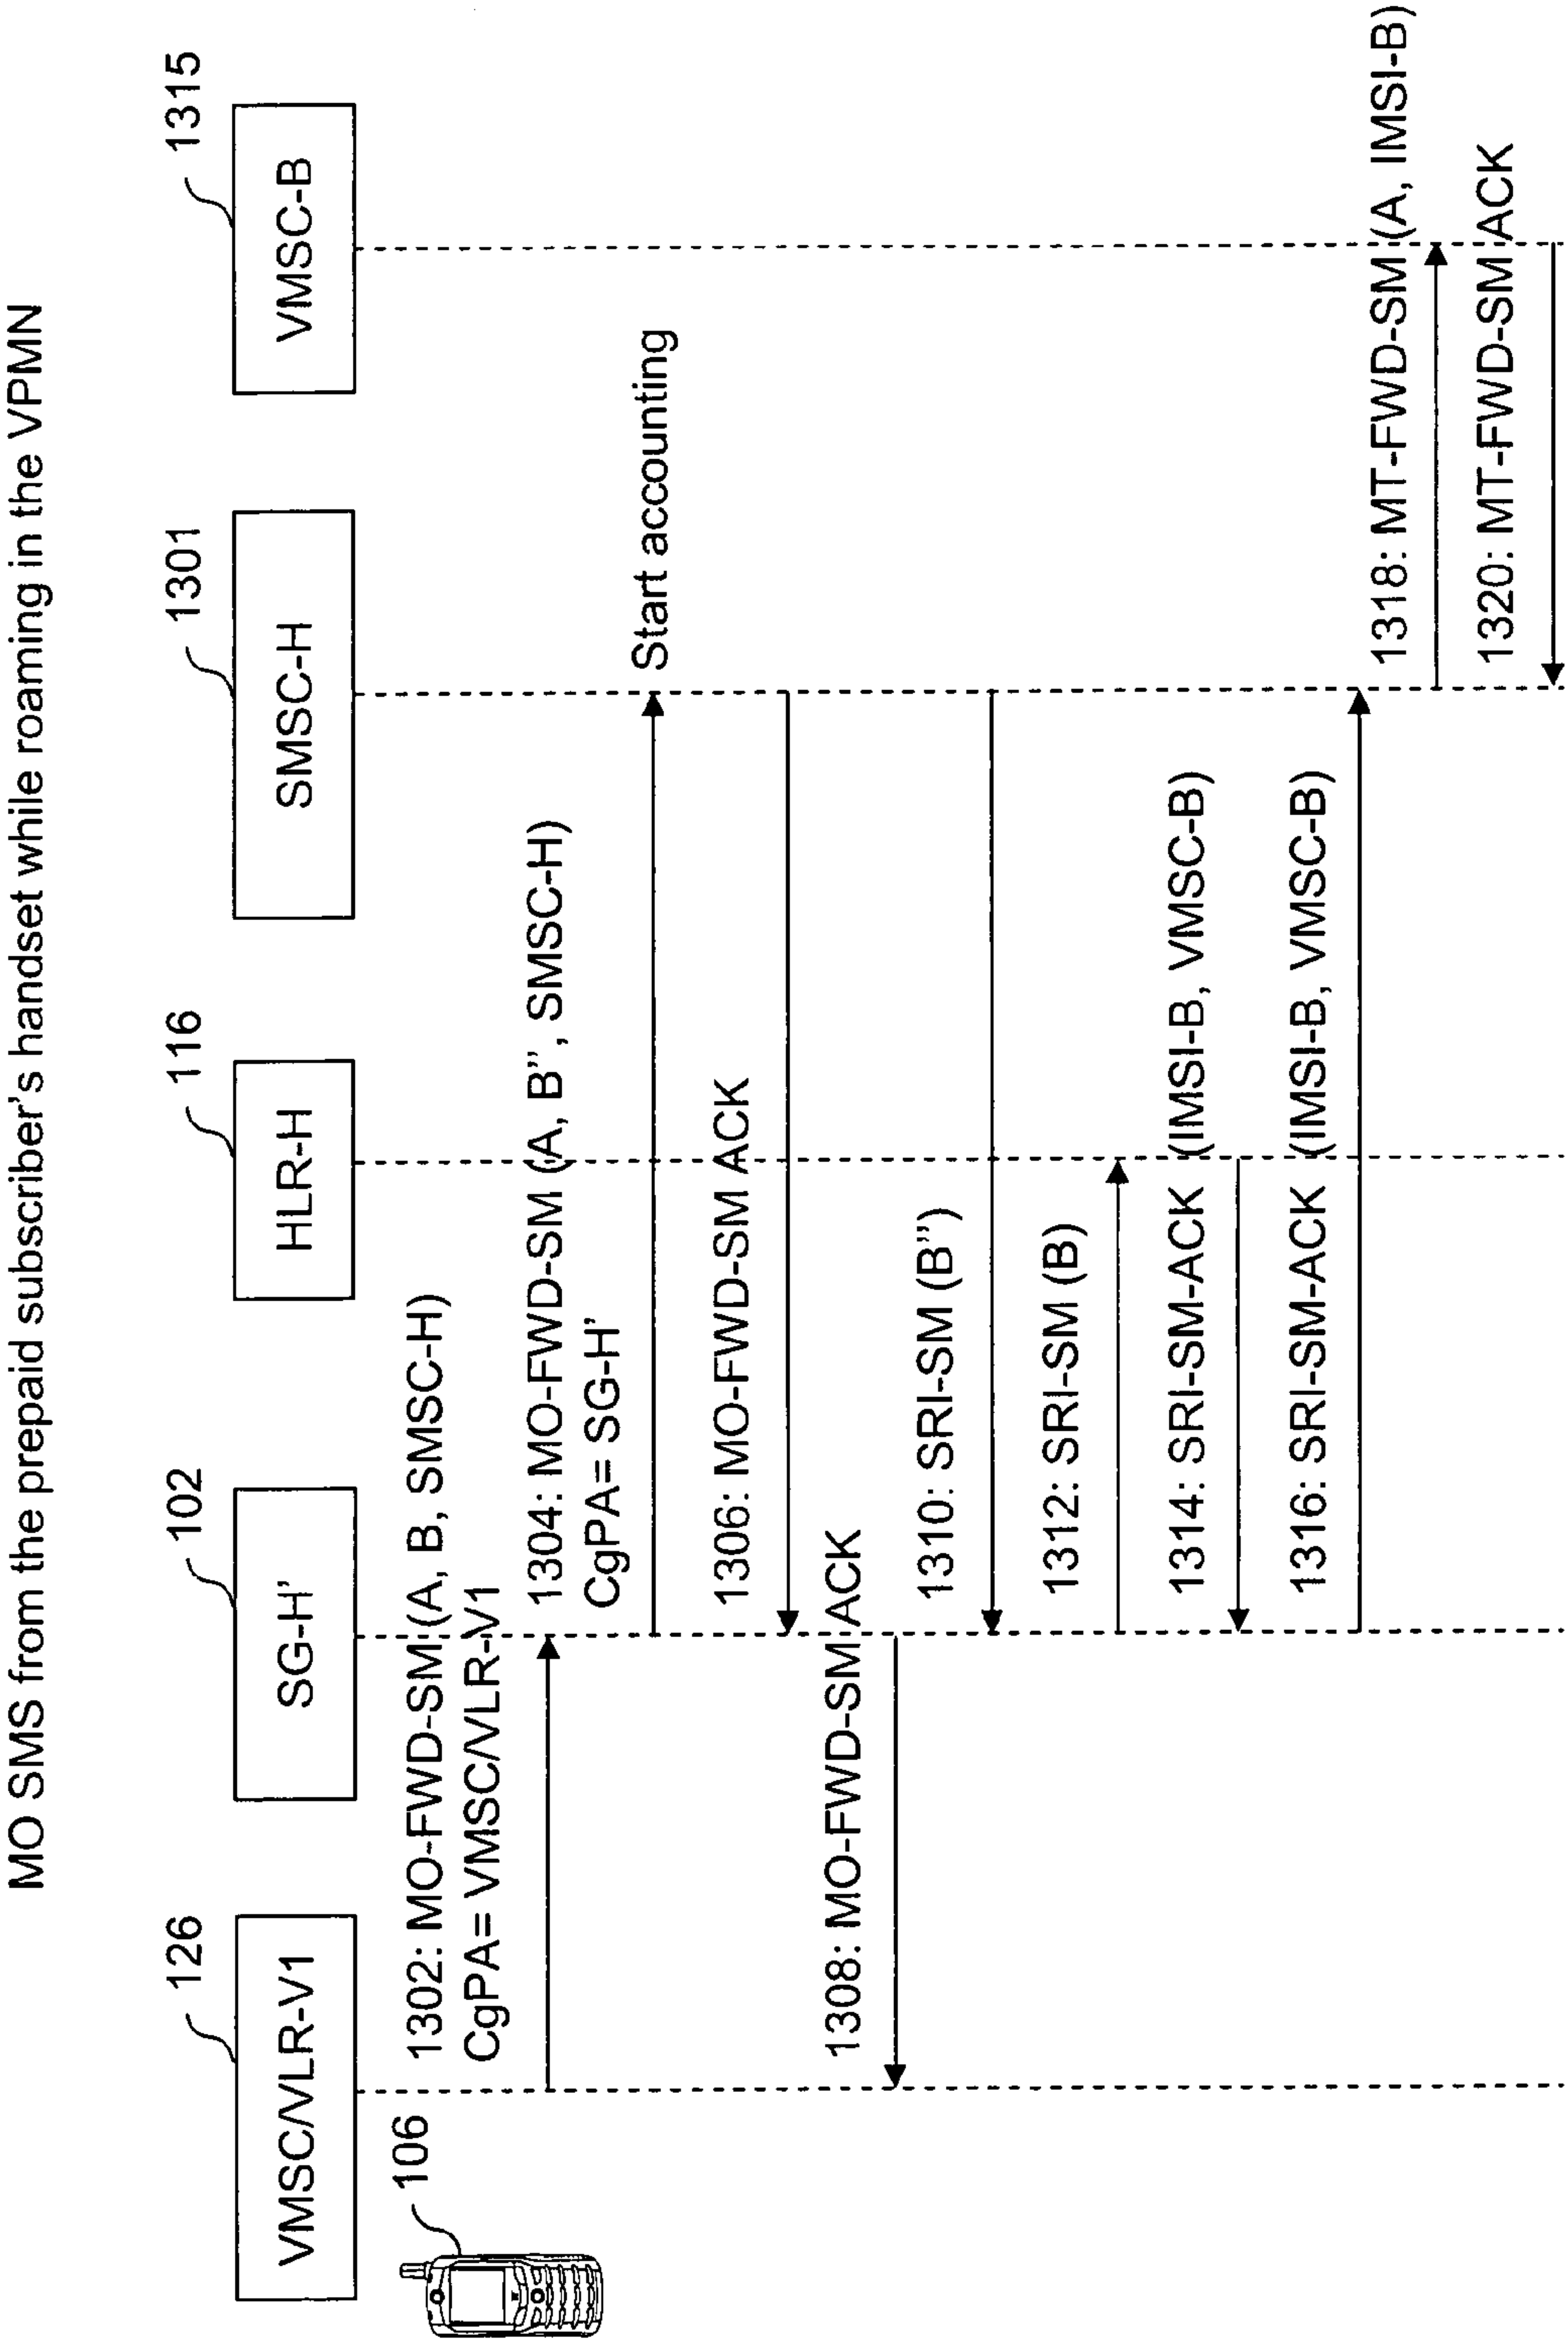 MO SMS from the prepaid subscriber's handset while roaming in the VPMN
126
102
116
1301
1315
VMSC/VLR-V1
SG-H'
HLR-H
SMSC-H
VMSC-B
106
1302: MO-FWD-SM (A, B, SMSC-H)
CgPA= VMSC/VLR-V1
1304: MO-FWD-SM (A, B”, SMSC-H)
CgPA= SG-H'
Start accounting
1306: MO-FWD-SM ACK
1308: MO-FWD-SM ACK
1310: SRI-SM (B”)
1312: SRI-SM (B)
1314: SRI-SM-ACK (IMSI-B, VMSC-B)
1316: SRI-SM-ACK (IMSI-B, VMSC-B)
1318: MT-FWD-SM (A, IMSI-B)
1320: MT-FWD-SM ACK